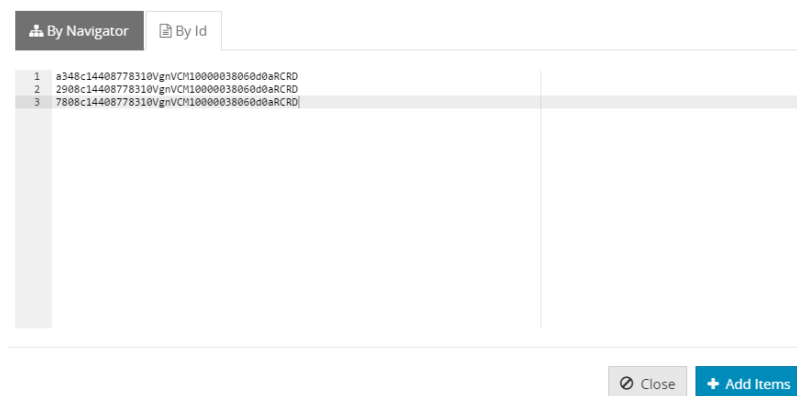 By Navigator
By Id
1 a348c14408778310VgnVCM10000038060d0aRCRD
2 2908c14408778310VgnVCM10000038060d0aRCRD
3 7808c14408778310VgnVCM10000038060d0aRCRD
Close
Add Items